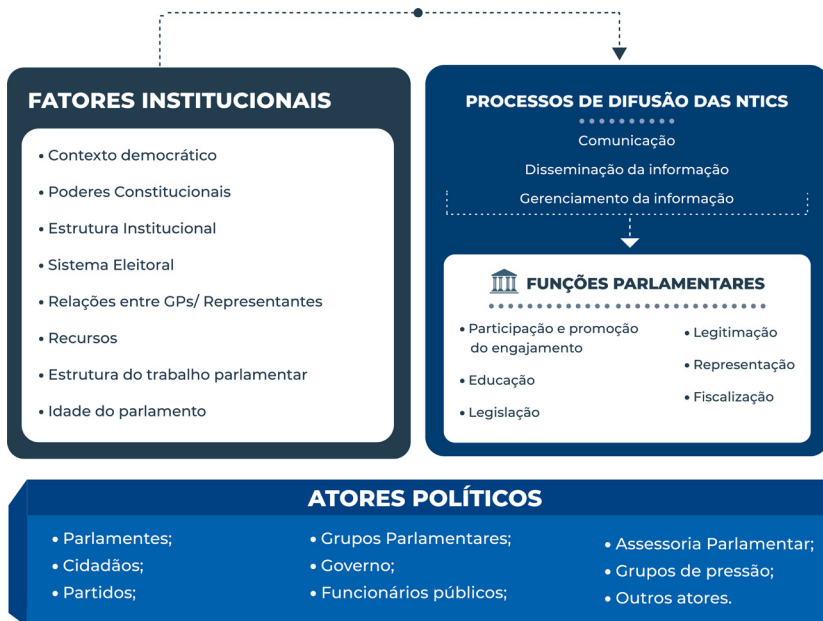 FATORES INSTITUCIONAIS
• Contexto democrático
• Poderes Constitucionais
• Estrutura Institucional
• Sistema Eleitoral
• Relações entre GPs/ Representantes
• Recursos
• Estrutura do trabalho parlamentar
• Idade do parlamento
PROCESSOS DE DIFUSÃO DAS NTICS
Comunicação
Disseminação da informação
Gerenciamento da informação
FUNÇÕES PARLAMENTARES
• Participação e promoção
do engajamento
• Educação
• Legislação
• Legitimação
• Representação
• Fiscalização
ATORES POLÍTICOS
• Parlamentes;
• Cidadãos;
• Partidos;
• Grupos Parlamentares;
• Governo;
• Funcionários públicos;
• Assessoria Parlamentar;
• Grupos de pressão;
• Outros atores.